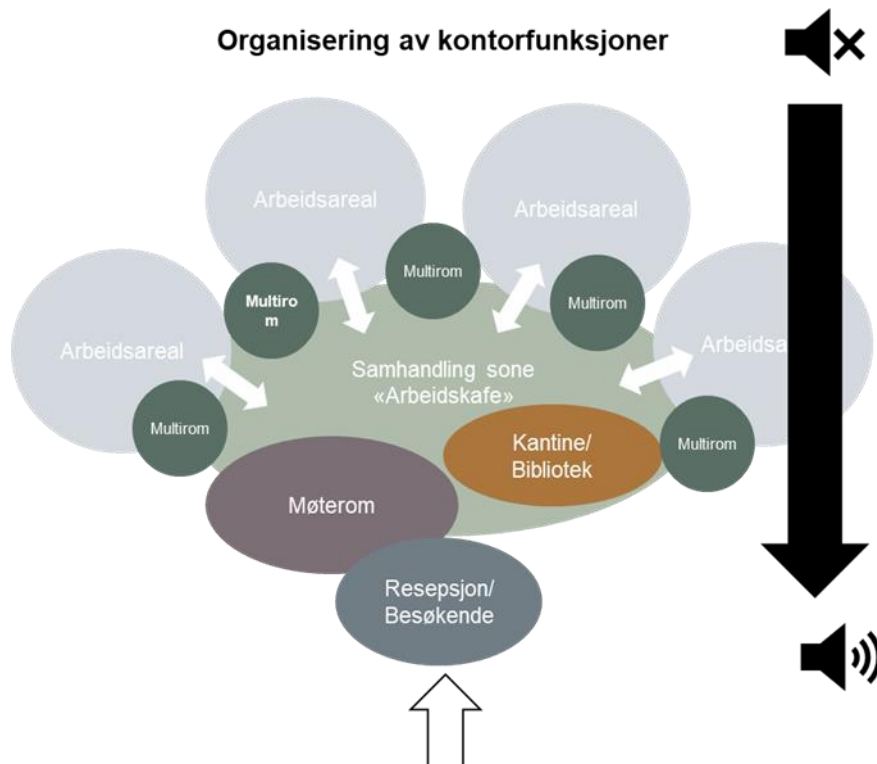 Organisering av kontorfunksjoner
Arbeidsareal
Arbeidsareal
Multirom
Multiro
m
Multirom
Arbeidsareal
Arbeidsa
Samhandling sone
«Arbeidskafe»
Multirom
Kantine/
Bibliotek
Multirom
Møterom
Resepsjon/
Besøkende